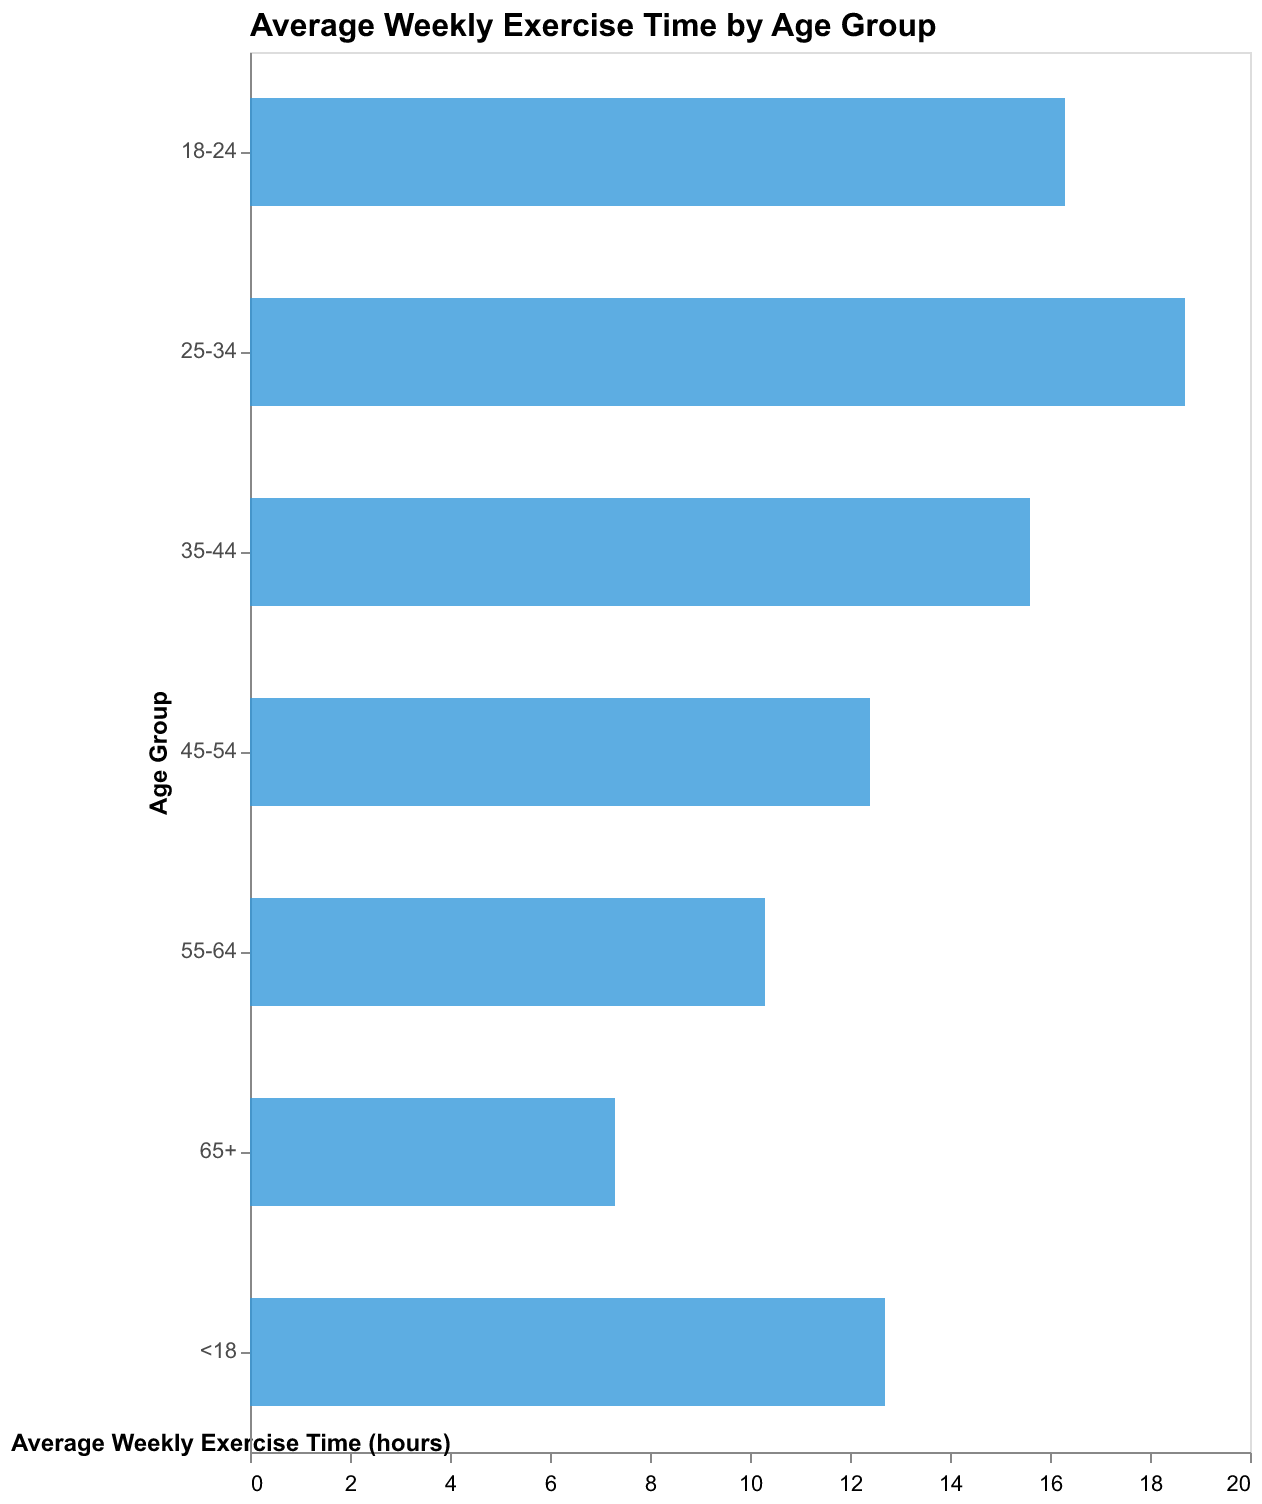 Average Weekly Exercise Time by Age Group
18-24
25-34
35-44
45-54
55-64
65+
<18
Age Group
Average Weekly Exercise Time (hours)
0 2 4 6 8 10 12 14 16 18 20